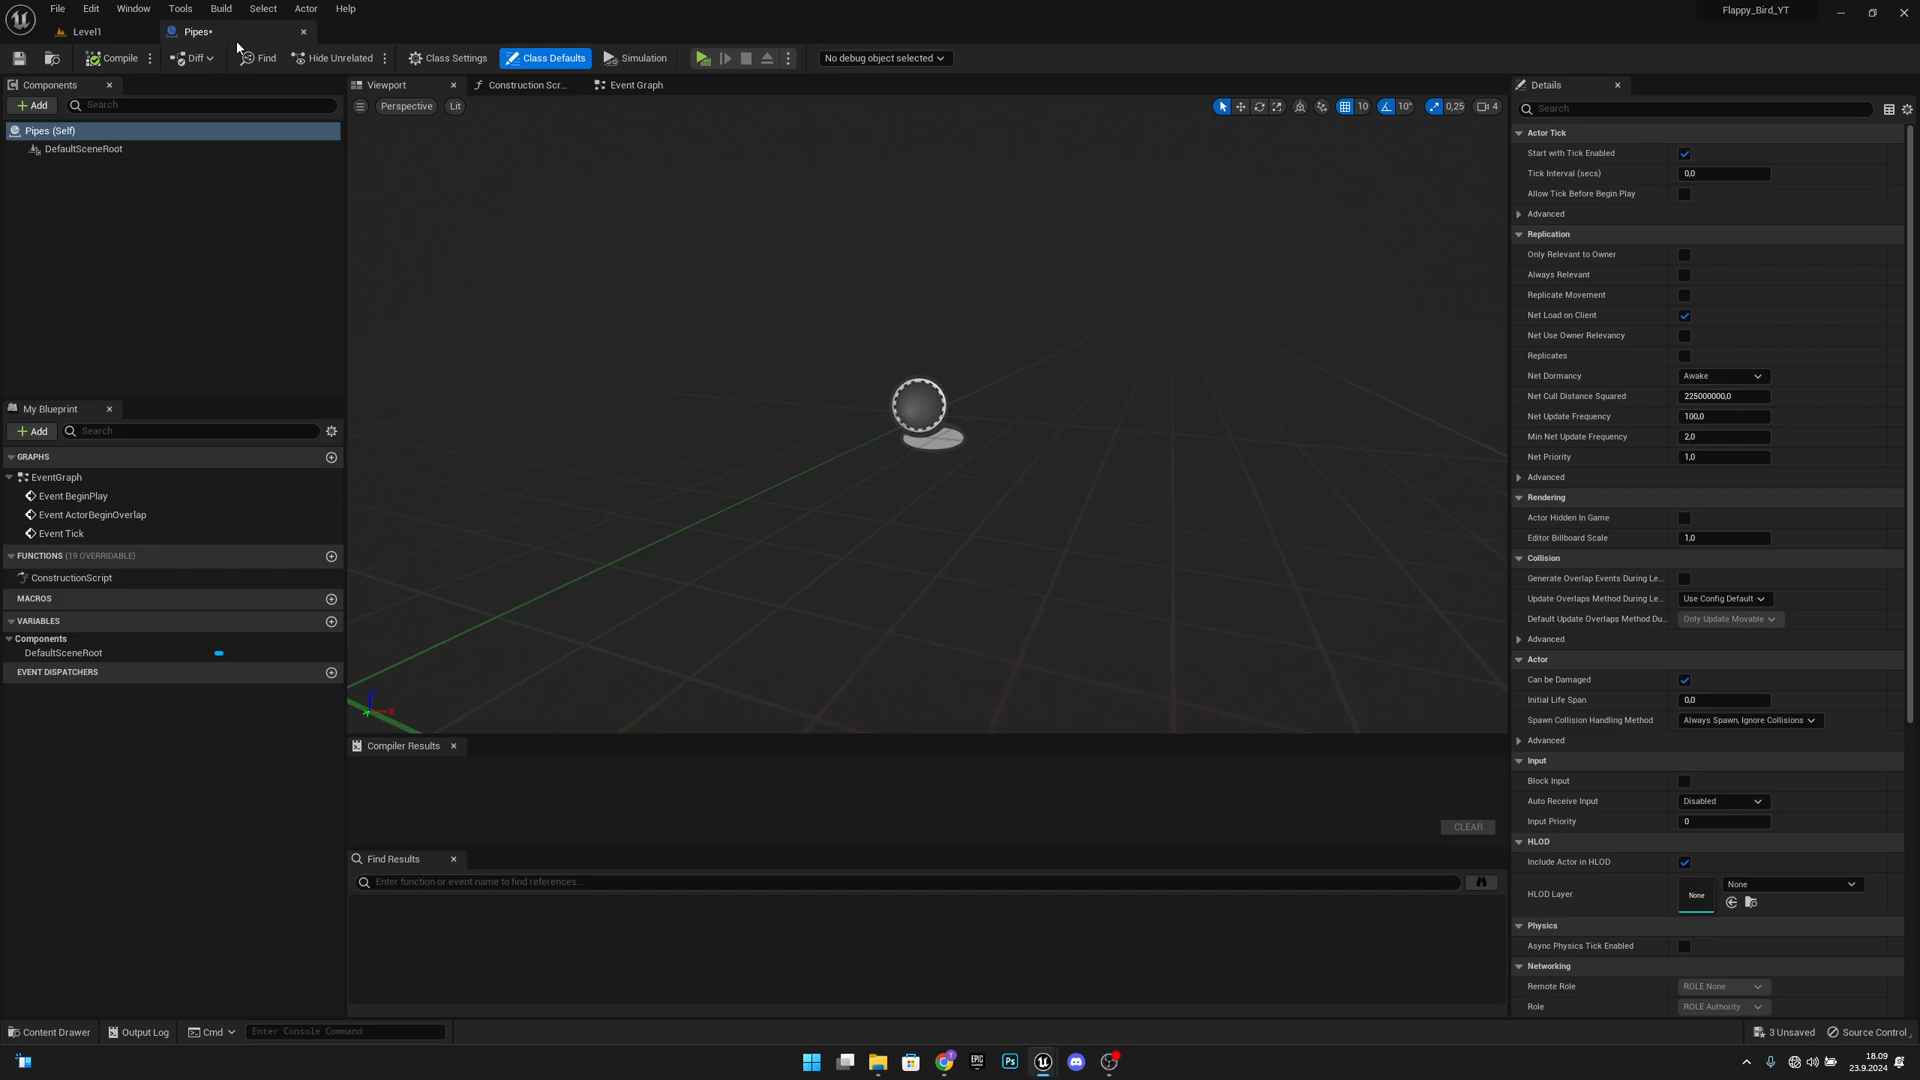 File Edit Window Tools Build Select Actor Help
Flappy_Bird_YT
Level1
Pipes*
Compile
Diff
Find
Hide Unrelated
Class Settings
Class Defaults
Simulation
No debug object selected
Components
Add
Search
Pipes (Self)
DefaultSceneRoot
My Blueprint
Add
Search
GRAPHS
EventGraph
Event BeginPlay
Event ActorBeginOverlap
Event Tick
FUNCTIONS (19 OVERRIDABLE)
ConstructionScript
MACROS
VARIABLES
Components
DefaultSceneRoot
EVENT DISPATCHERS
Viewport
Construction Scr...
Event Graph
Perspective
Lit
10
10°
0,25
4
Z
X
Compiler Results
CLEAR
Find Results
Enter function or event name to find references...
Details
Search
Actor Tick
Start with Tick Enabled
Tick Interval (secs) 0,0
Allow Tick Before Begin Play
Advanced
Replication
Only Relevant to Owner
Always Relevant
Replicate Movement
Net Load on Client
Net Use Owner Relevancy
Replicates
Net Dormancy Awake
Net Cull Distance Squared 225000000,0
Net Update Frequency 100,0
Min Net Update Frequency 2,0
Net Priority 1,0
Advanced
Rendering
Actor Hidden In Game
Editor Billboard Scale 1,0
Collision
Generate Overlap Events During Le...
Update Overlaps Method During Le... Use Config Default
Default Update Overlaps Method Du... Only Update Movable
Advanced
Actor
Can be Damaged
Initial Life Span 0,0
Spawn Collision Handling Method Always Spawn, Ignore Collisions
Advanced
Input
Block Input
Auto Receive Input Disabled
Input Priority 0
HLOD
Include Actor in HLOD
HLOD Layer None None
Physics
Async Physics Tick Enabled
Networking
Remote Role ROLE None
Role ROLE Authority
Content Drawer
Output Log
Cmd
Enter Console Command
3 Unsaved
Source Control
EPIC
Ps
18.09
23.9.2024